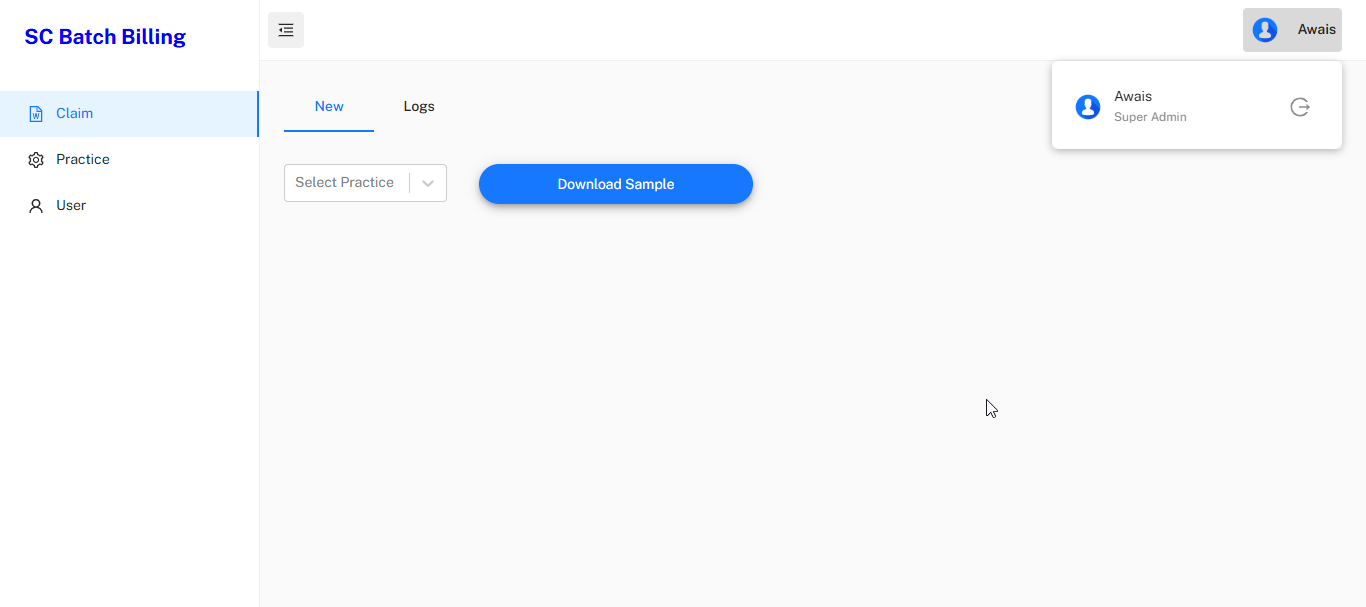 SC Batch Billing
Awais
Claim
Practice
User
New
Logs
Awais
Super Admin
Select Practice
Download Sample